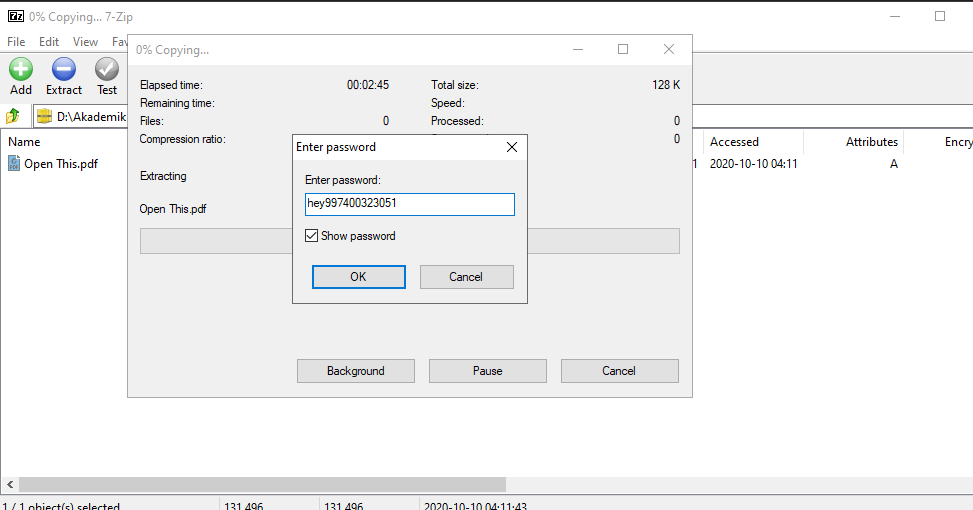 7z 0% Copying... 7-Zip
File Edit View Fav
0% Copying...
Add Extract Test
Elapsed time: 00:02:45 Total size: 128 K
Remaining time: Speed:
Files: 0 Processed: 0
Compression ratio: 0
D:\Akademik
Name Accessed Attributes Encry
Open This.pdf 1 2020-10-10 04:11 A
Extracting
Open This.pdf
Enter password
Enter password:
hey997400323051
Show password
OK Cancel
Background Pause Cancel
1 / 1 object(s) selected 131 496 131 496 2020-10-10 04:11:43